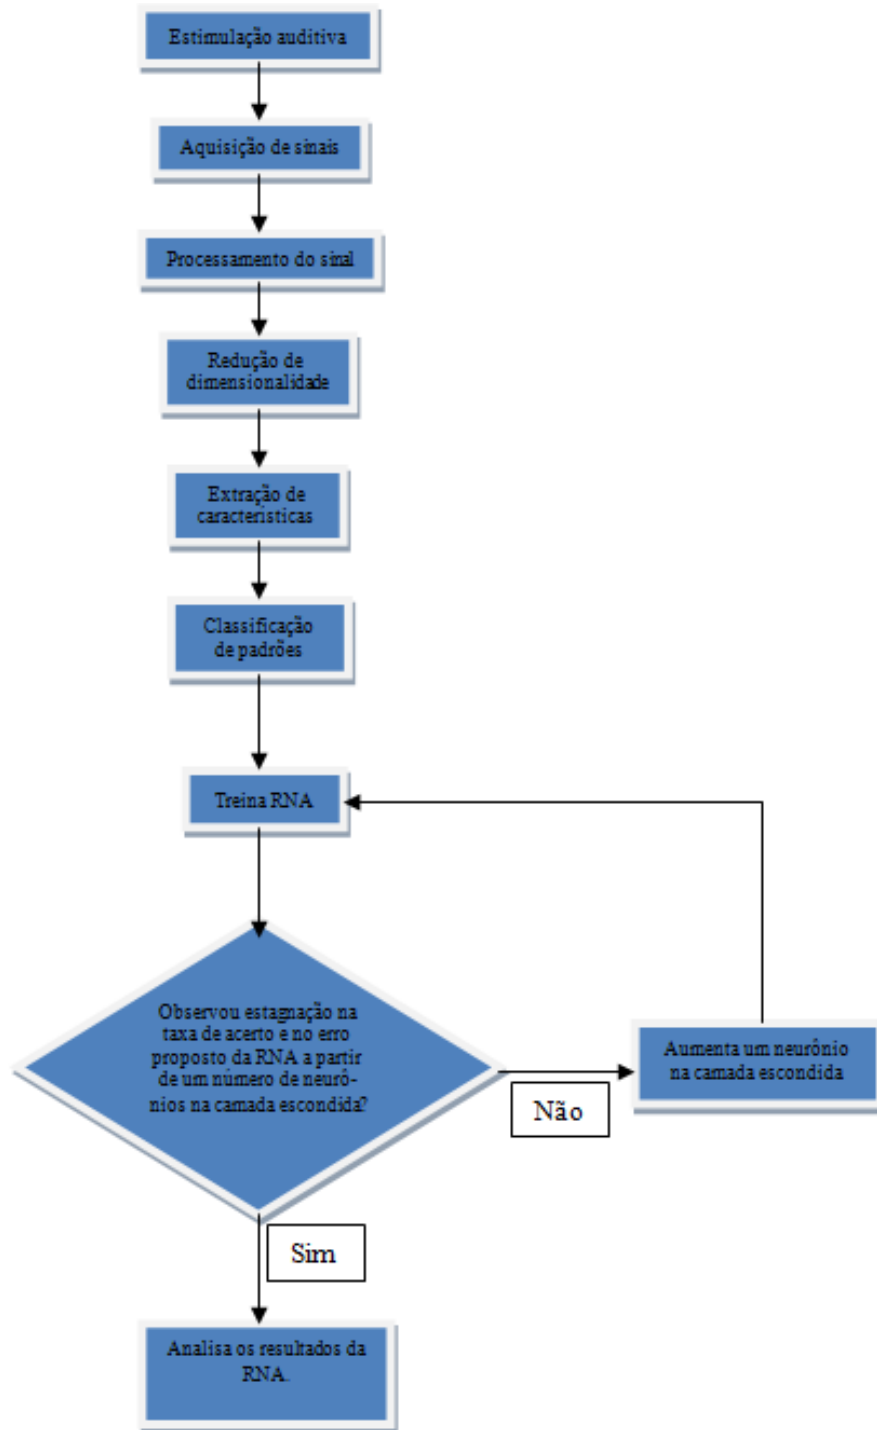 Estimulação auditiva
Aquisição de sinais
Processamento do sinal
Redução de
dimensionalidade
Extração de
características
Classificação
de padrões
Treina RNA
Observou estagnação na
taxa de acerto e no erro
proposto da RNA a partir
de um número de neurô-
nios na camada escondida?
Aumenta um neurônio
na camada escondida
Não
Sim
Analisa os resultados da
RNA.